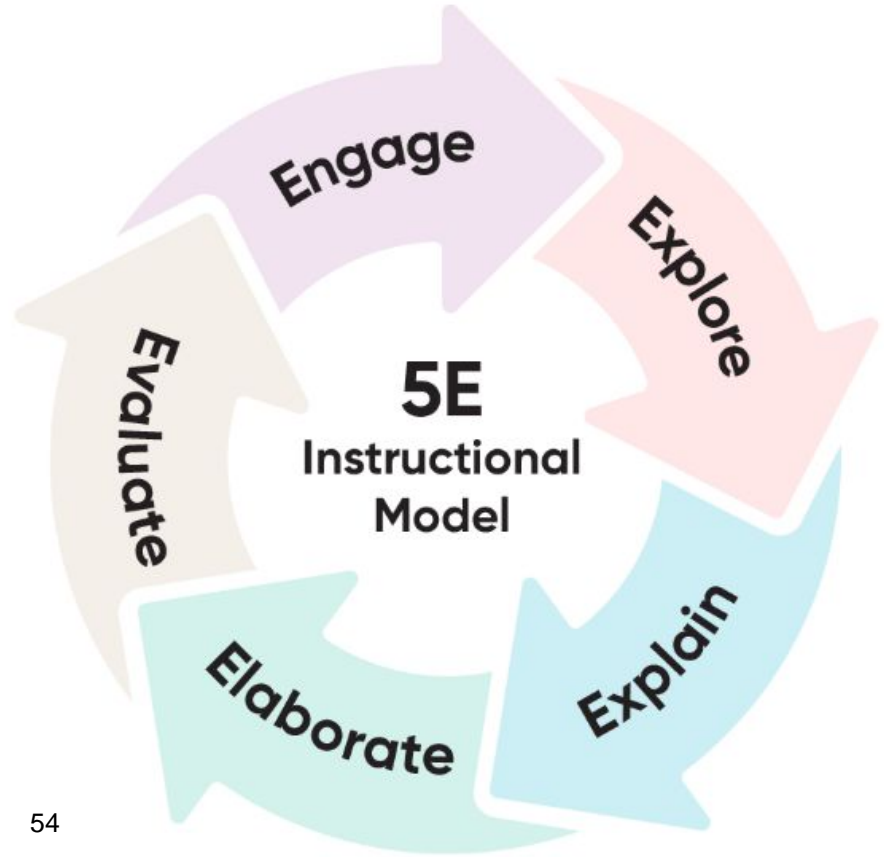 Engage
Explore
Explain
Elaborate
Evaluate
5E
Instructional
Model
54